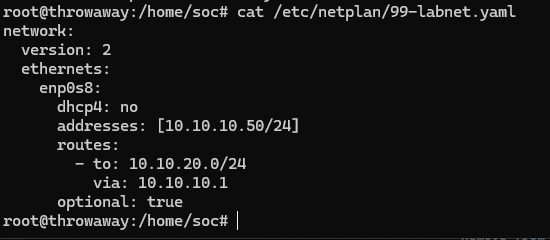 root@throwaway:/home/soc# cat /etc/netplan/99-labnet.yaml
network:
  version: 2
  ethernets:
    enp0s8:
      dhcp4: no
      addresses: [10.10.10.50/24]
      routes:
        - to: 10.10.20.0/24
          via: 10.10.10.1
      optional: true
root@throwaway:/home/soc#